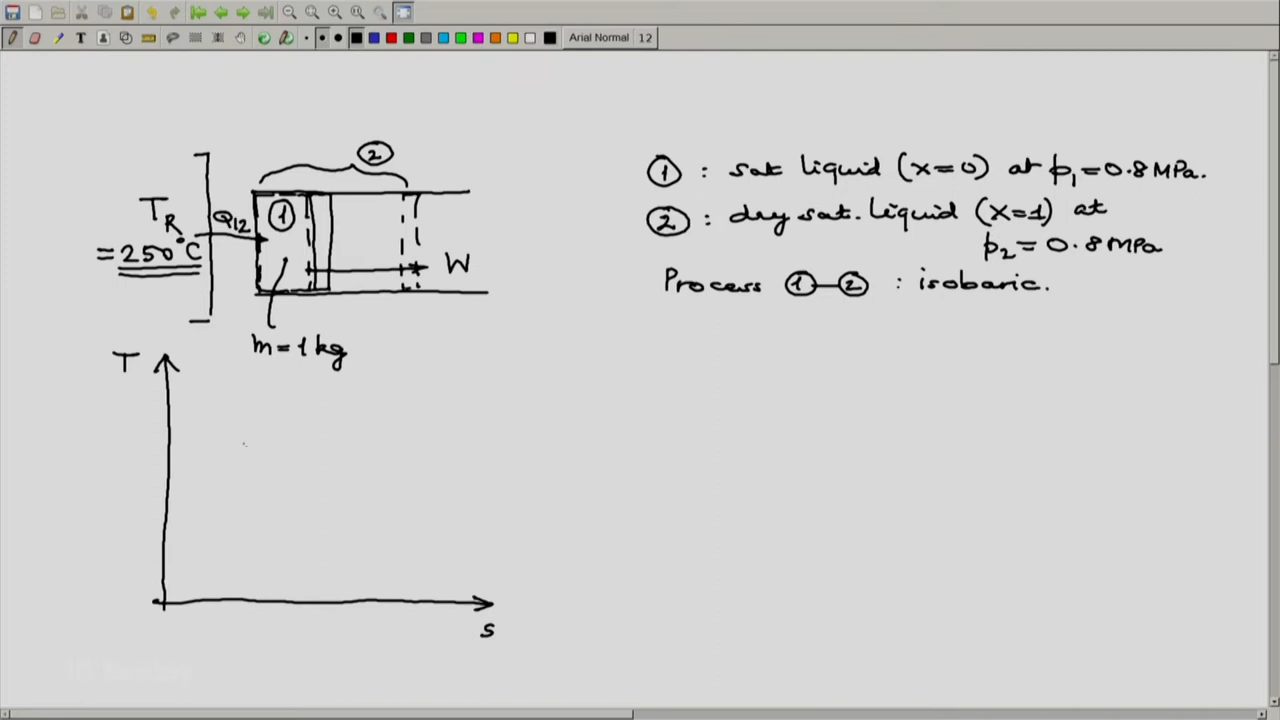 Arial Normal 12
②
① : sat liquid (x=0) at p₁=0.8 MPa.
② : dry sat. liquid (x=1) at
p₂ = 0.8 MPa
Process ①—② : isobaric.
T_R
= 250°C
Q₁₂
①
W
m = 1 kg
T
s